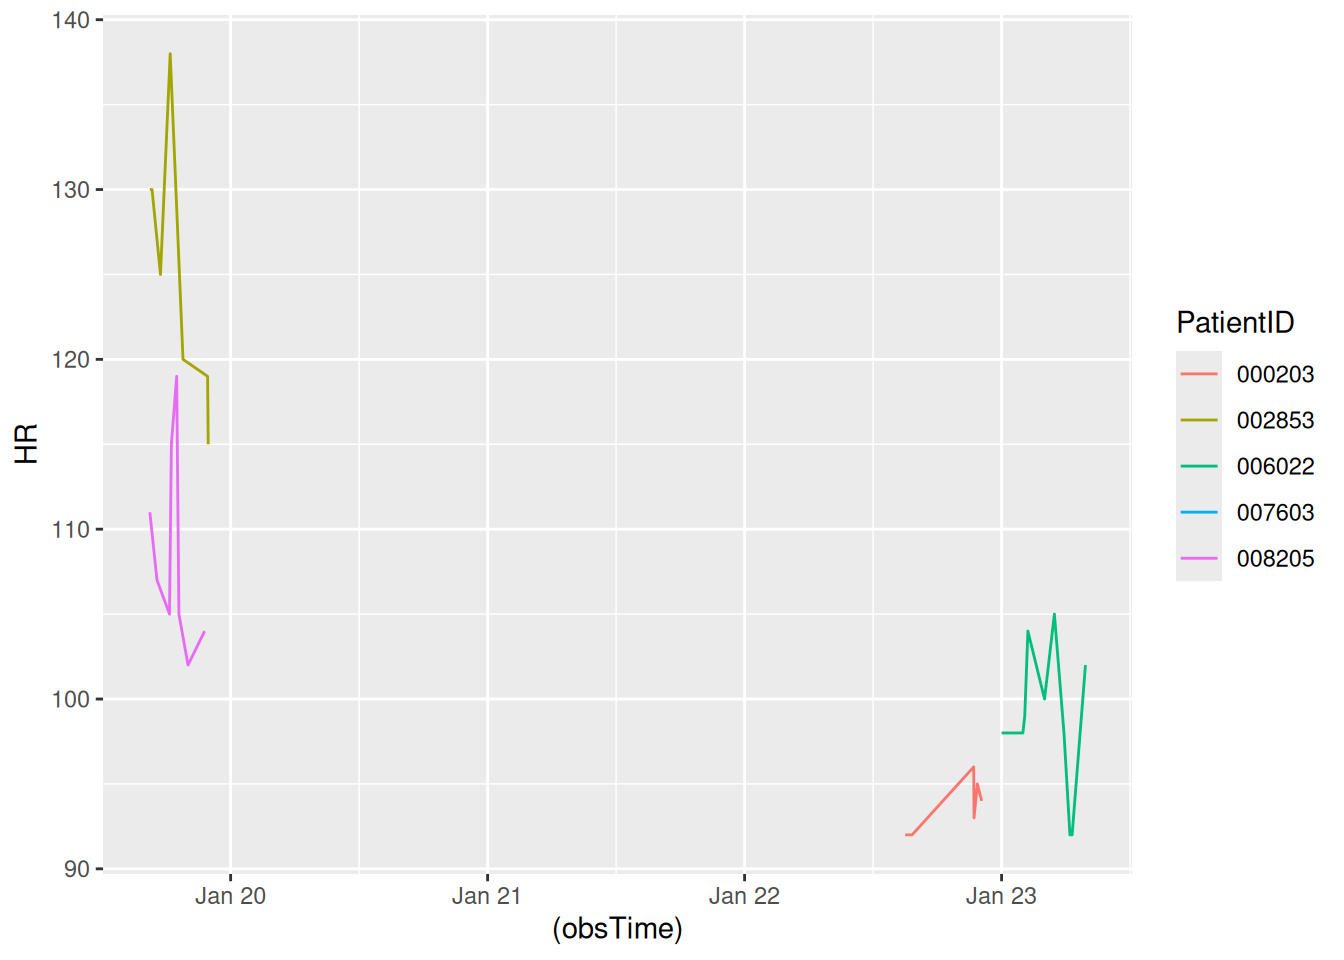 140
130
120
110
100
90
HR
Jan 20
Jan 21
Jan 22
Jan 23
(obsTime)
PatientID
000203
002853
006022
007603
008205